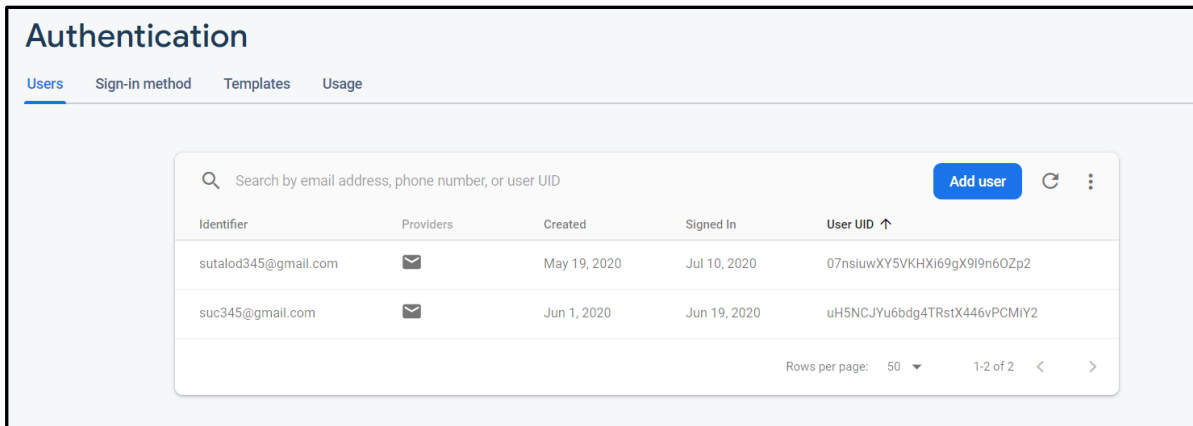 Authentication
Users Sign-in method Templates Usage
Search by email address, phone number, or user UID Add user
Identifier Providers Created Signed In User UID ↑
sutalod345@gmail.com May 19, 2020 Jul 10, 2020 07nsiuwXY5VKHXi69gX9I9n6OZp2
suc345@gmail.com Jun 1, 2020 Jun 19, 2020 uH5NCJYu6bdg4TRstX446vPCMiY2
Rows per page: 50 1-2 of 2